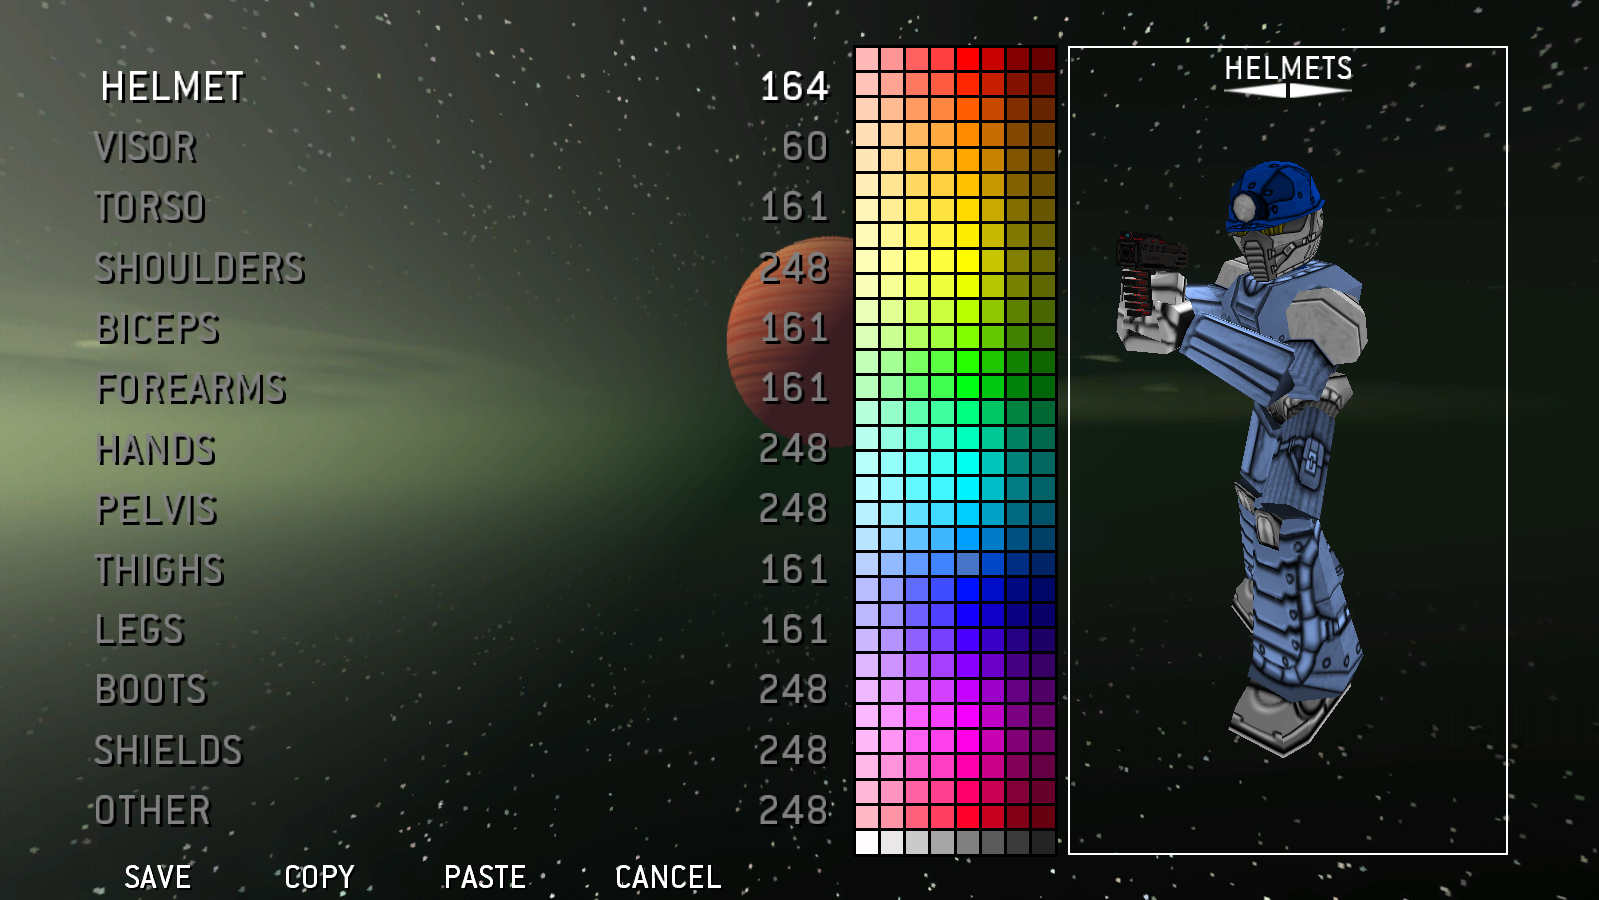 HELMET 164
VISOR 60
TORSO 161
SHOULDERS 248
BICEPS 161
FOREARMS 161
HANDS 248
PELVIS 248
THIGHS 161
LEGS 161
BOOTS 248
SHIELDS 248
OTHER 248
SAVE COPY PASTE CANCEL
HELMETS